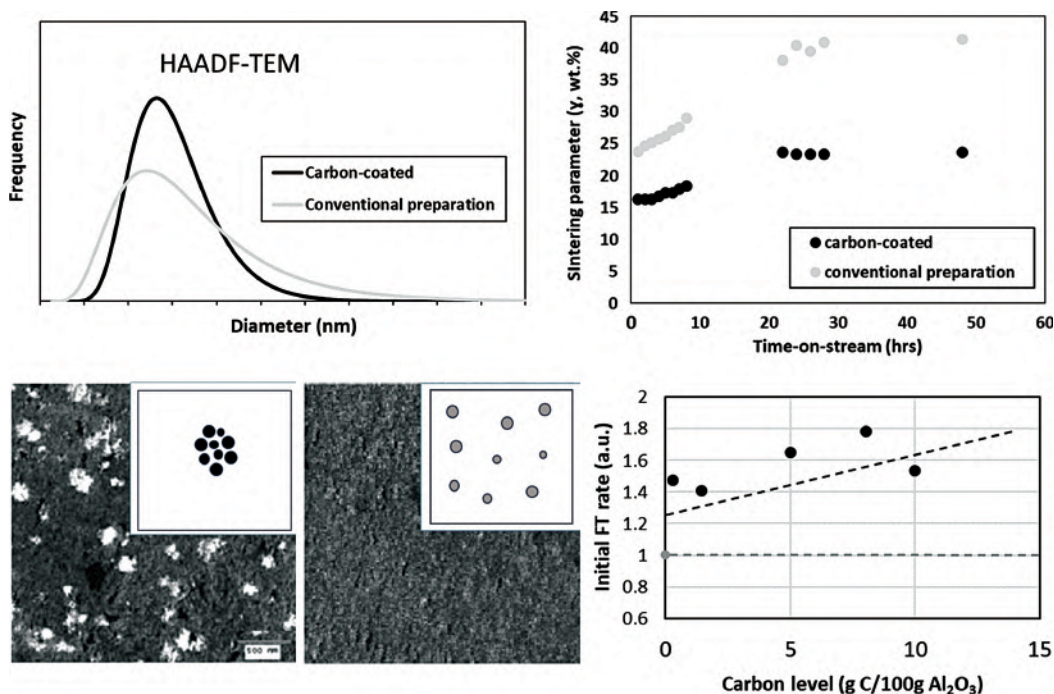 HAADF-TEM
Frequency
Carbon-coated
Conventional preparation
Diameter (nm)
45
40
35
30
25
20
15
10
5
0
Sintering parameter (γ, wt.%)
carbon-coated
conventional preparation
0
10
20
30
40
50
60
Time-on-stream (hrs)
500 nm
2
1.8
1.6
1.4
1.2
1
0.8
0.6
Initial FT rate (a.u.)
0
5
10
15
Carbon level (g C/100g Al₂O₃)